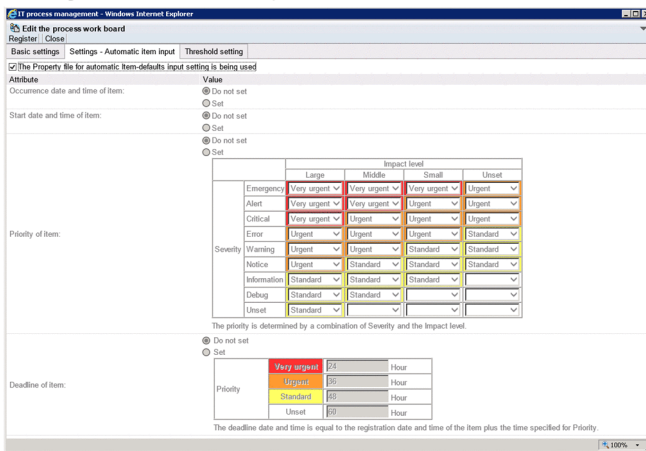 IT process management - Windows Internet Explorer
Edit the process work board
Register Close
Basic settings Settings - Automatic item input Threshold setting
The Property file for automatic Item-defaults input setting is being used
Attribute Value
Occurrence date and time of item: Do not set
Set
Start date and time of item: Do not set
Set
Do not set
Set
Impact level
Large Middle Small Unset
Emergency Very urgent Very urgent Very urgent Urgent
Alert Very urgent Very urgent Urgent Urgent
Critical Very urgent Urgent Urgent Urgent
Priority of item: Error Urgent Urgent Urgent Standard
Severity Warning Urgent Urgent Standard Standard
Notice Urgent Standard Standard Standard
Information Standard Standard Standard
Debug Standard Standard
Unset Standard
The priority is determined by a combination of Severity and the Impact level.
Do not set
Set
Very urgent 24 Hour
Urgent 36 Hour
Deadline of item: Priority
Standard 48 Hour
Unset 60 Hour
The deadline date and time is equal to the registration date and time of the item plus the time specified for Priority.
100%